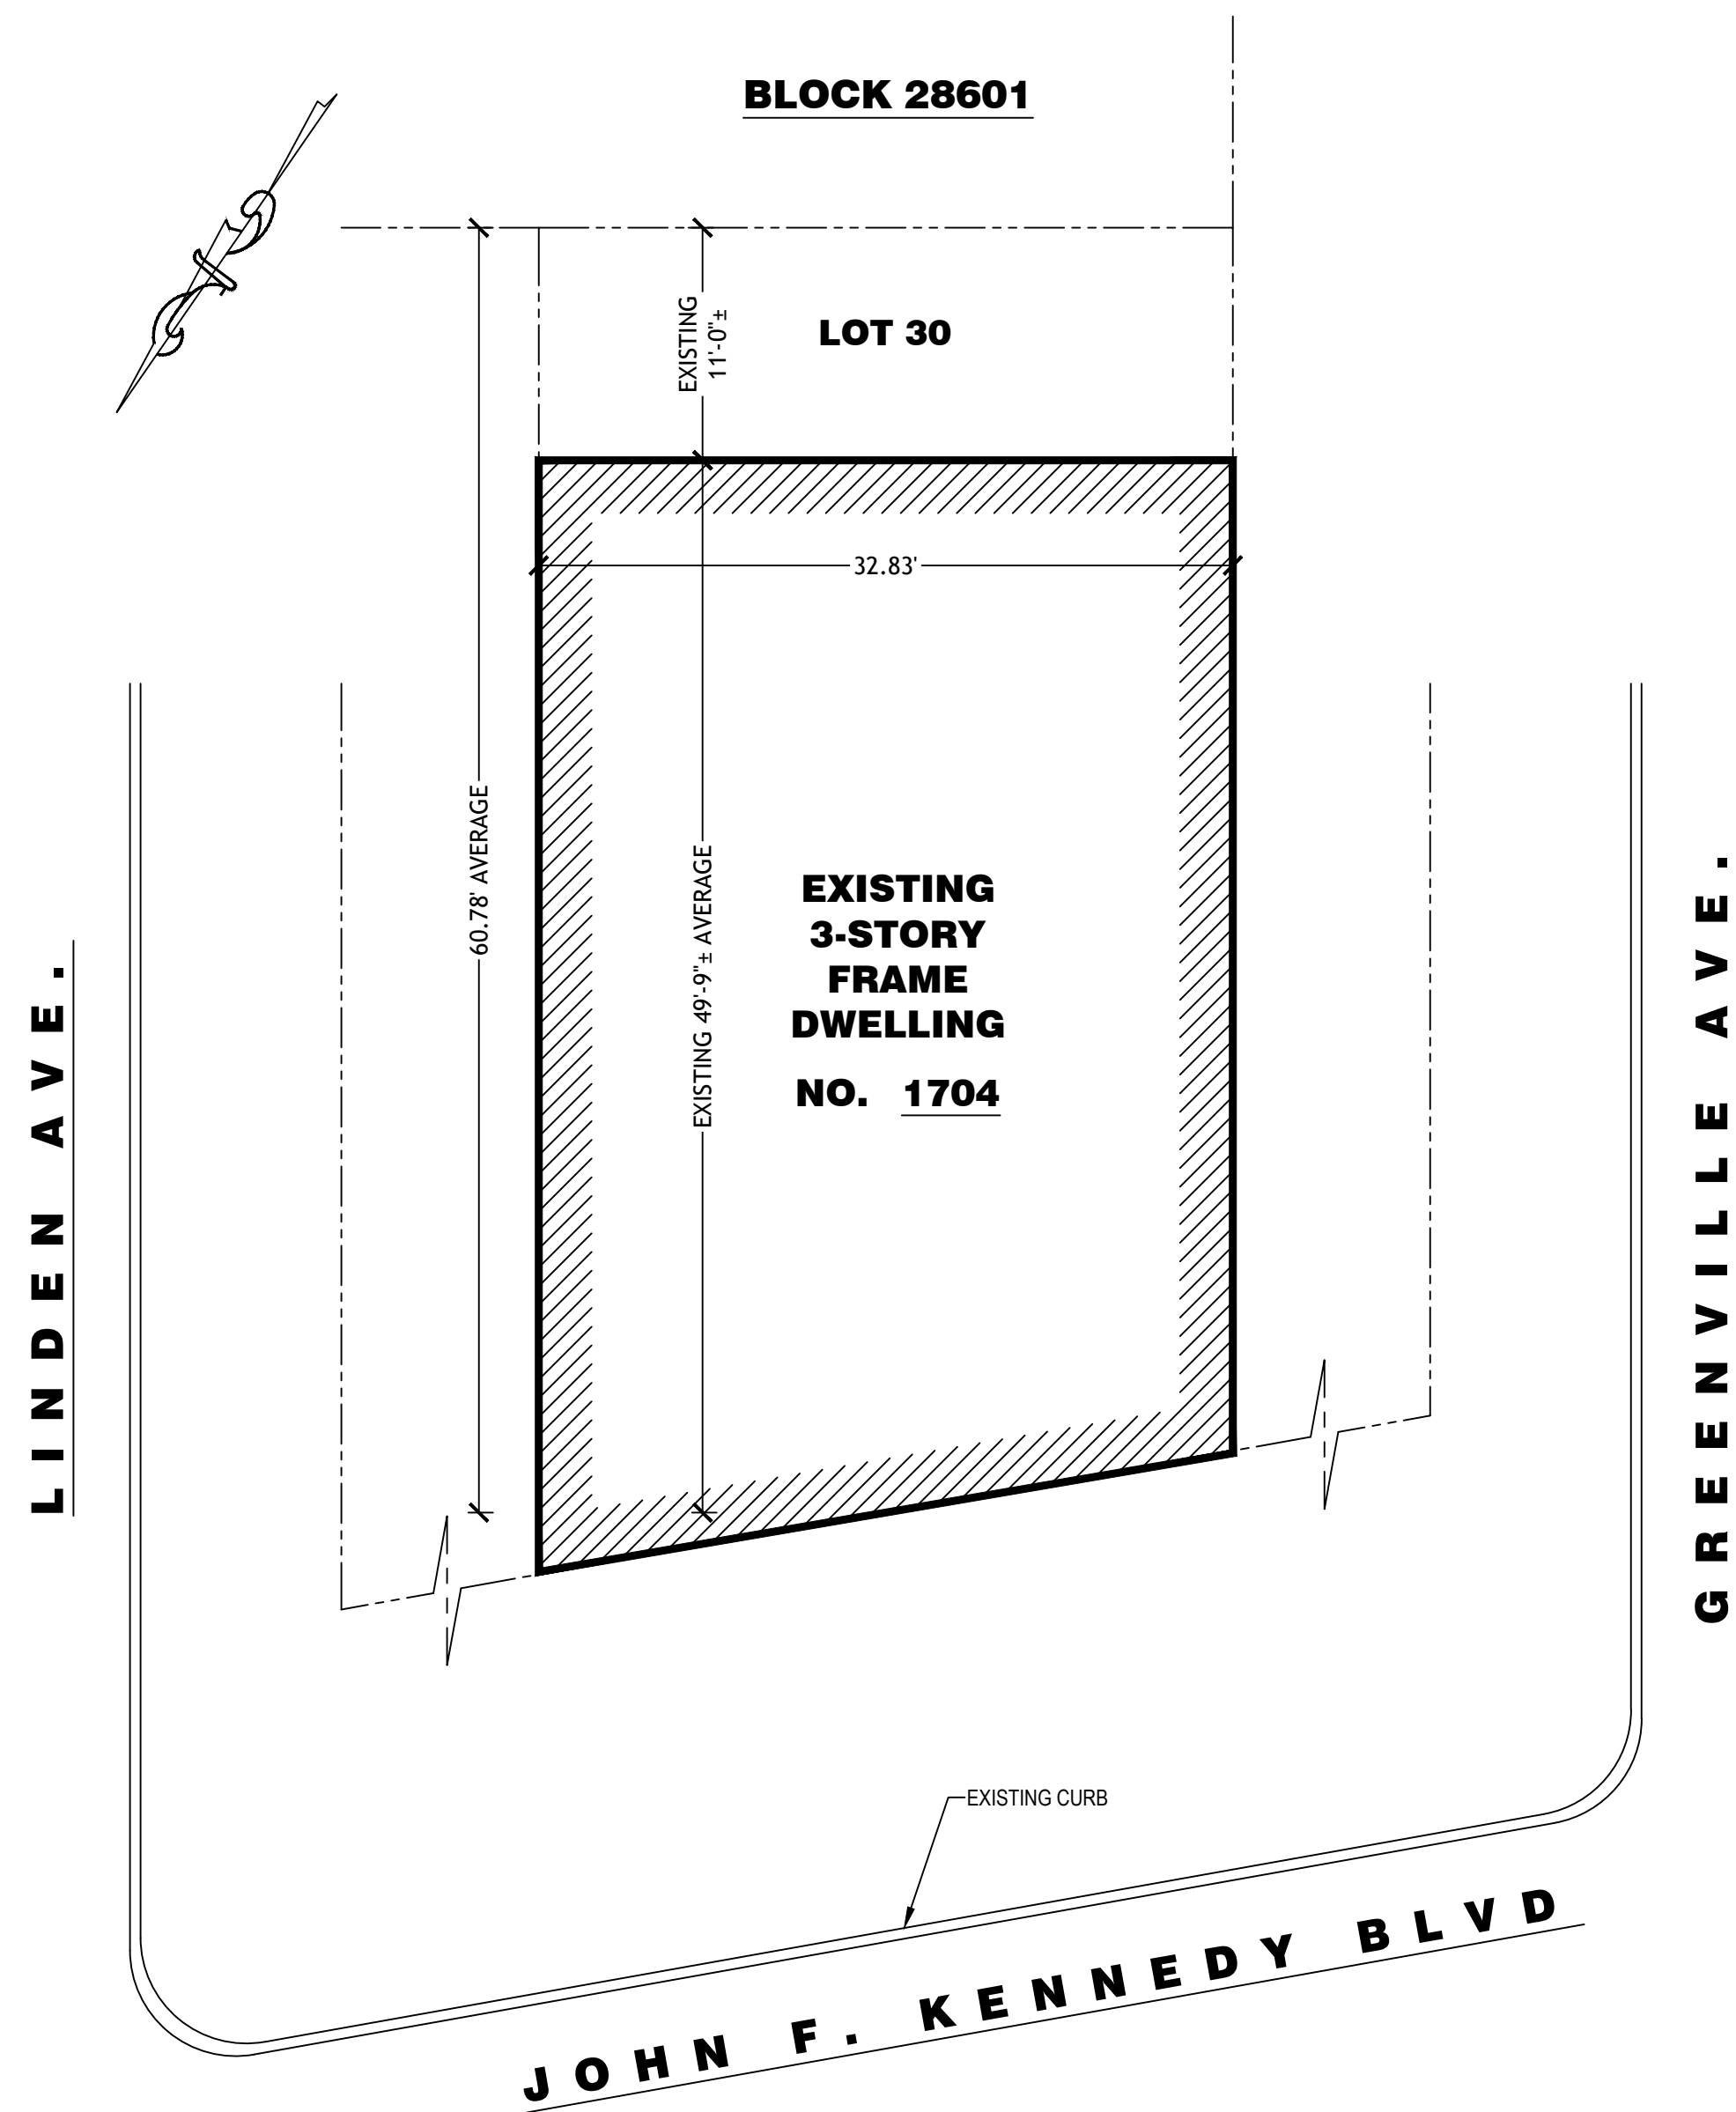 BLOCK 28601
EXISTING
11'-0"±
LOT 30
32.83'
60.78' AVERAGE
EXISTING 49'-9"± AVERAGE
EXISTING
3-STORY
FRAME
DWELLING
NO. 1704
LINDEN AVE.
GREENVILLE AVE.
EXISTING CURB
JOHN F. KENNEDY BLVD